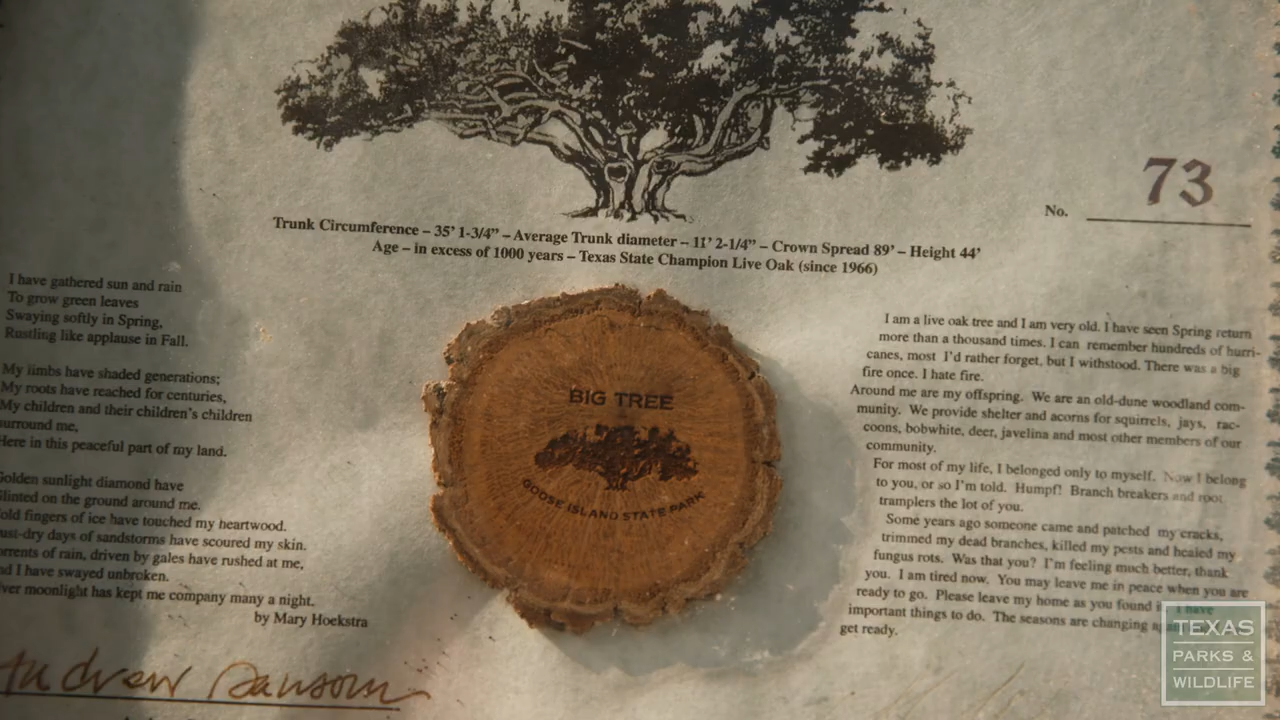 No. 73
Trunk Circumference – 35' 1-3/4" – Average Trunk diameter – 11' 2-1/4" – Crown Spread 89' – Height 44'
Age – in excess of 1000 years – Texas State Champion Live Oak (since 1966)
I have gathered sun and rain
To grow green leaves
Swaying softly in Spring,
Rustling like applause in Fall.
My limbs have shaded generations;
My roots have reached for centuries,
My children and their children's children
surround me,
Here in this peaceful part of my land.
Golden sunlight diamond have
Glinted on the ground around me.
Cold fingers of ice have touched my heartwood.
Dust-dry days of sandstorms have scoured my skin.
Torrents of rain, driven by gales have rushed at me,
And I have swayed unbroken.
moonlight has kept me company many a night.
by Mary Hoekstra
Andrew Sansom
BIG TREE
GOOSE ISLAND STATE PARK
I am a live oak tree and I am very old. I have seen Spring return
more than a thousand times. I can remember hundreds of hurri-
canes, most I'd rather forget, but I withstood. There was a big
fire once. I hate fire.
Around me are my offspring. We are an old-dune woodland com-
munity. We provide shelter and acorns for squirrels, jays, rac-
coons, bobwhite, deer, javelina and most other members of our
community.
For most of my life, I belonged only to myself. Now I belong
to you, or so I'm told. Humpf! Branch breakers and root
tramplers the lot of you.
Some years ago someone came and patched my cracks,
trimmed my dead branches, killed my pests and healed my
fungus rots. Was that you? I'm feeling much better, thank
you. I am tired now. You may leave me in peace when you are
ready to go. Please leave my home as you found it. I have
important things to do. The seasons are changing
get ready.
TEXAS
PARKS &
WILDLIFE